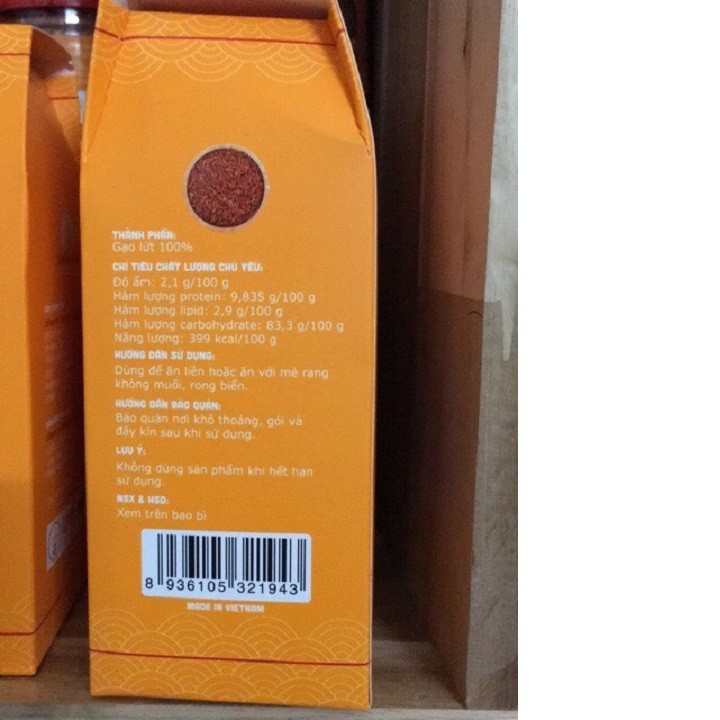 THÀNH PHẦN:
Gạo lứt 100%
CHỈ TIÊU CHẤT LƯỢNG CHỦ YẾU:
Độ ẩm: 2,1 g/100 g
Hàm lượng protein: 9,835 g/100 g
Hàm lượng lipid: 2,9 g/100 g
Hàm lượng carbohydrate: 83,3 g/100 g
Năng lượng: 399 kcal/100 g
HƯỚNG DẪN SỬ DỤNG:
Dùng để ăn liền hoặc ăn với mè rang
không muối, rong biển.
HƯỚNG DẪN BẢO QUẢN:
Bảo quản nơi khô thoáng, gói và
đậy kín sau khi sử dụng.
LƯU Ý:
Không dùng sản phẩm khi hết hạn
sử dụng.
NSX & HSD:
Xem trên bao bì
8 936105 321943
MADE IN VIETNAM